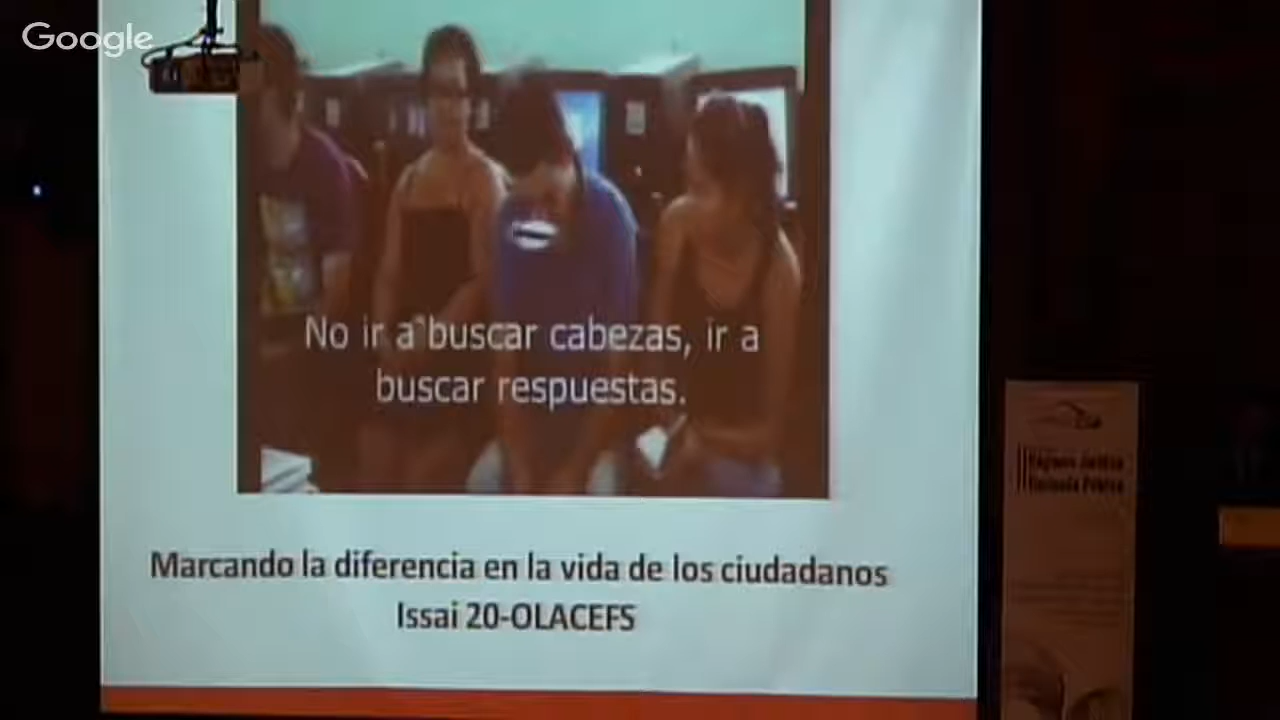 Google
No ir a buscar cabezas, ir a
buscar respuestas.
Marcando la diferencia en la vida de los ciudadanos
Issai 20-OLACEFS